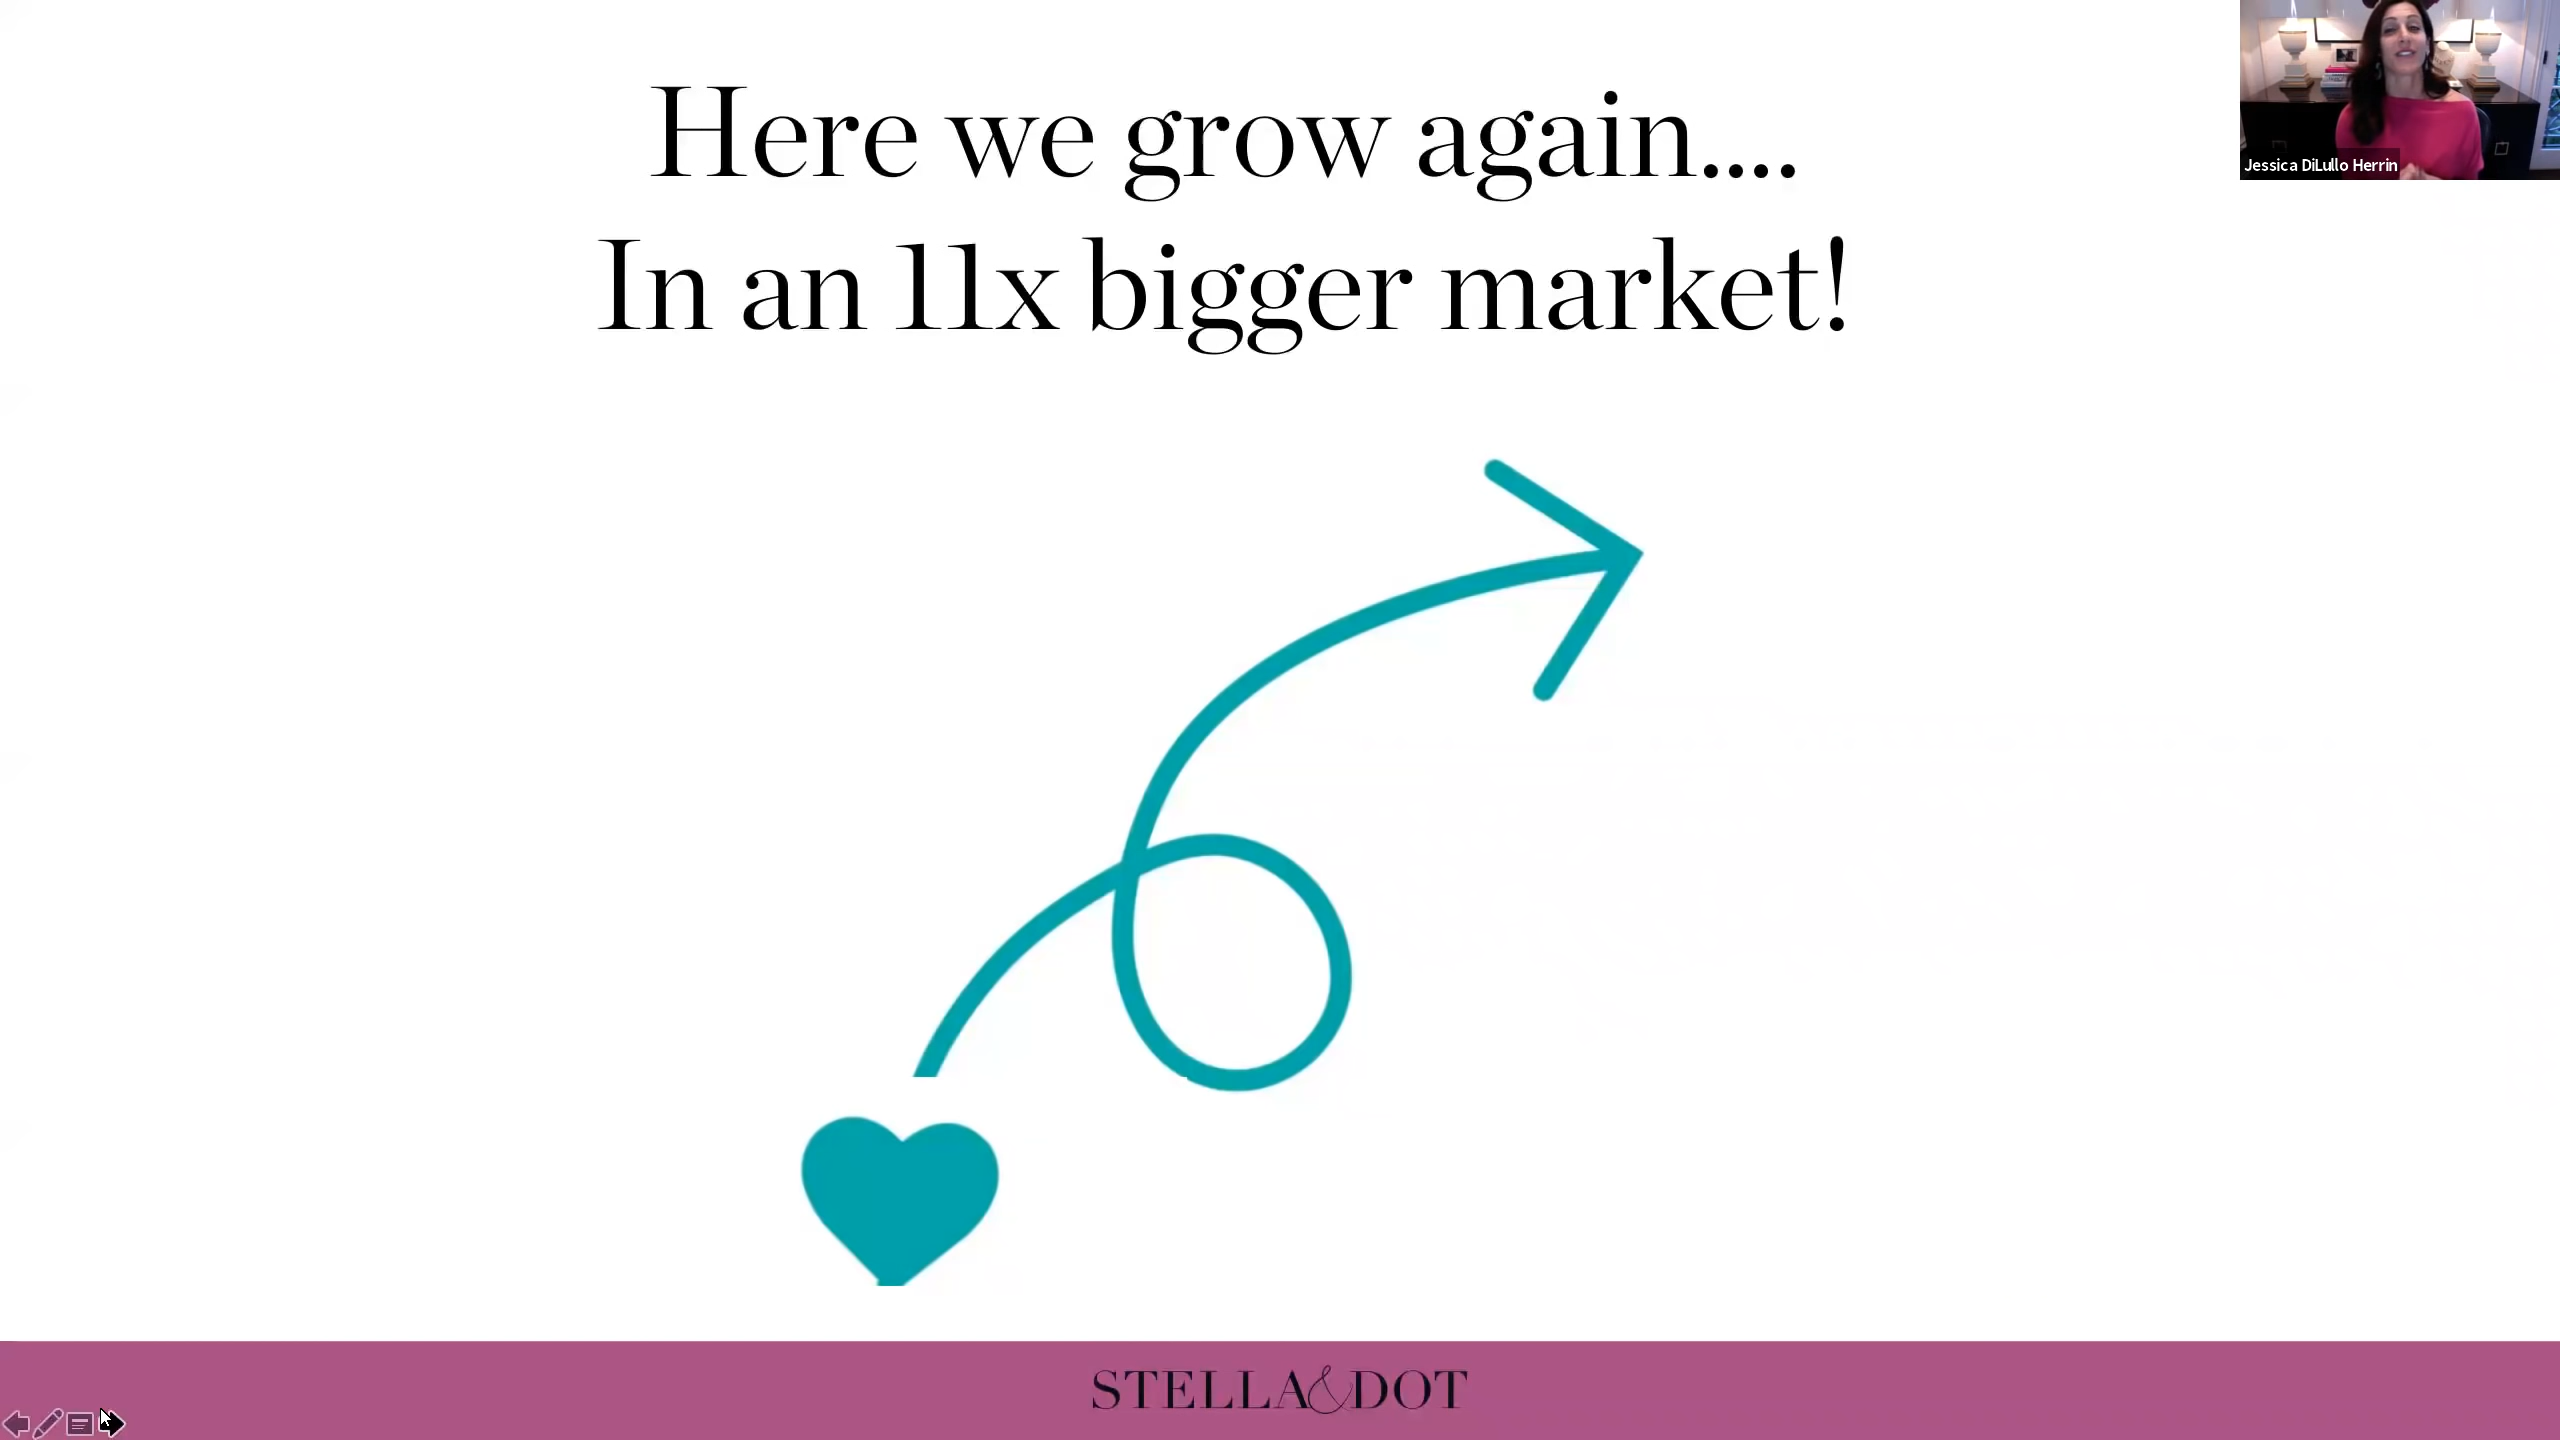 Here we grow again....
In an 11x bigger market!
Jessica DiLullo Herrin
STELLA&DOT